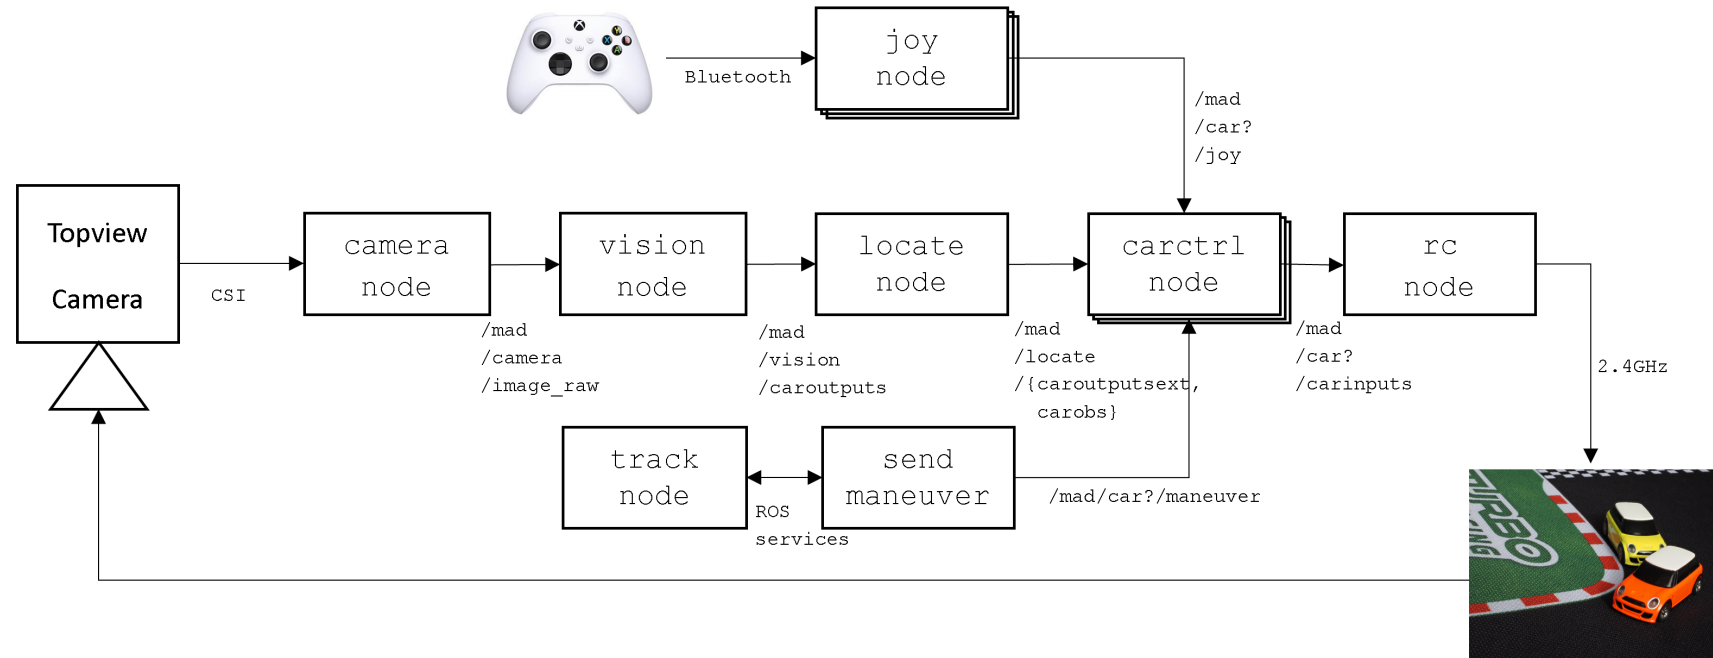 joy
node
Bluetooth
/mad
/car?
/joy
Topview
Camera
CSI
camera
node
/mad
/camera
/image_raw
vision
node
/mad
/vision
/caroutputs
locate
node
/mad
/locate
/{caroutputsext,
carobs}
carctrl
node
/mad
/car?
/carinputs
rc
node
2.4GHz
track
node
ROS
services
send
maneuver
/mad/car?/maneuver
X
Y
A